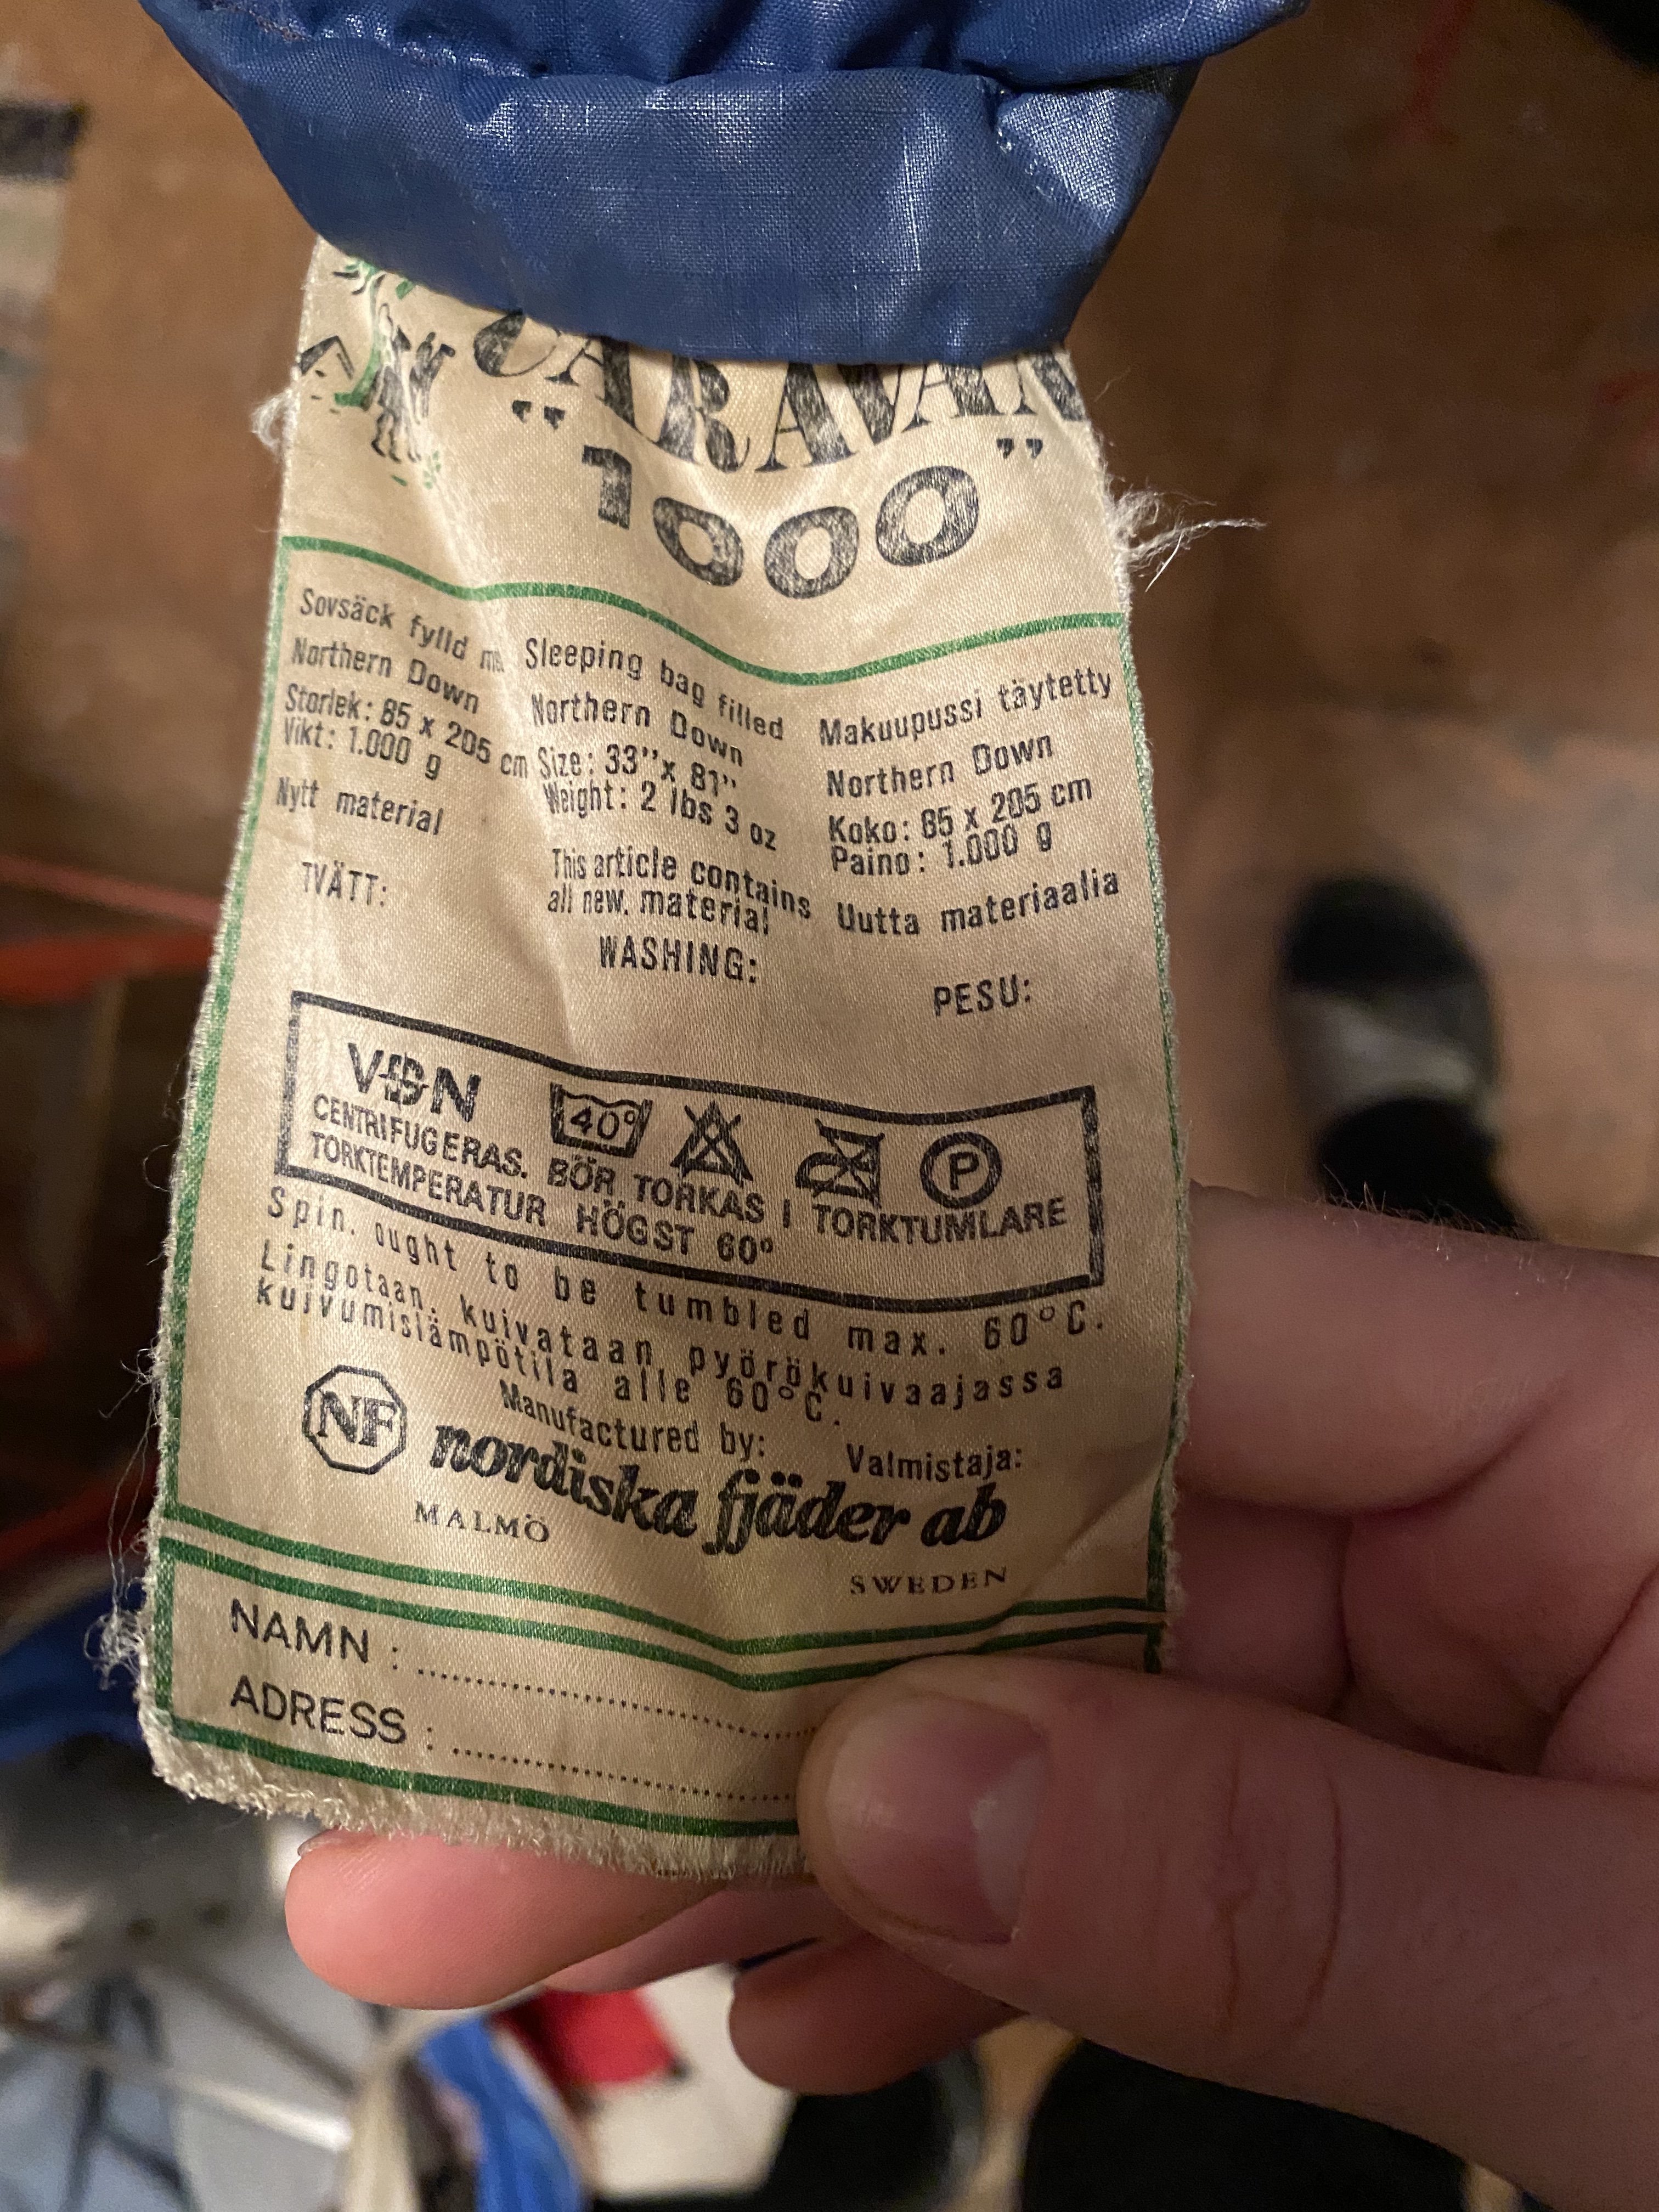 CARAVAN
"1000"
Sovsäck fylld
Northern Down
Storlek: 85 x 205 cm
Vikt: 1.000 g
Nytt material
TVÄTT:
Sleeping bag filled
Northern Down
Size: 33" x 81"
Weight: 2 lbs 3 oz
This article contains
all new. material
WASHING:
Makuupussi täytetty
Northern Down
Koko: 85 x 205 cm
Paino: 1.000 g
Uutta materiaalia
PESU:
VDN 40° P
CENTRIFUGERAS. BÖR TORKAS I TORKTUMLARE
TORKTEMPERATUR HÖGST 60°
Spin. ought to be tumbled max. 60°C.
Lingotaan, kuivataan pyörökuivaajassa
kuivumislämpötila alle 60°C.
Manufactured by: Valmistaja:
NF nordiska fjäder ab
MALMÖ SWEDEN
NAMN :
ADRESS :